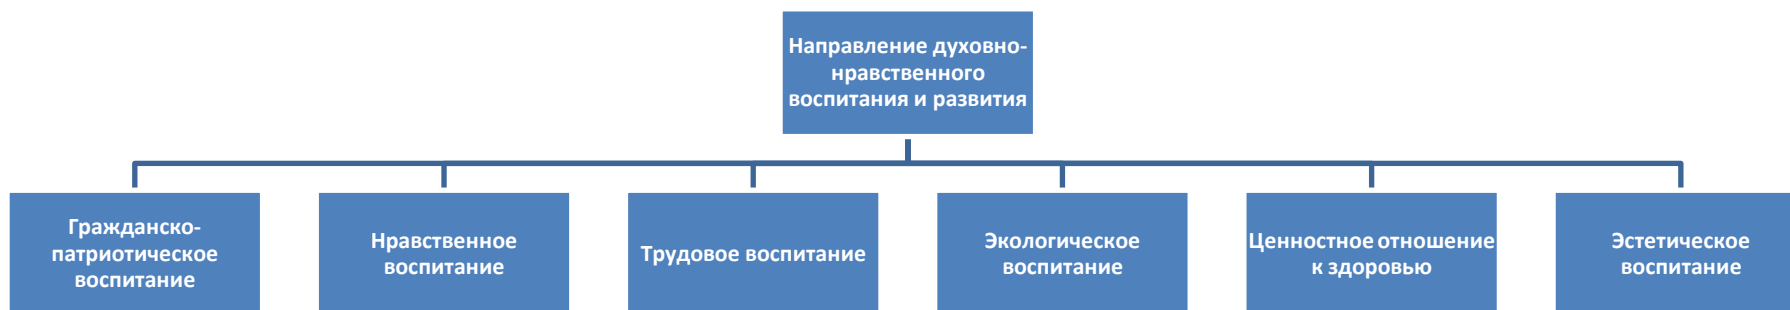 Направление духовно-
нравственного
воспитания и развития
Гражданско-
патриотическое
воспитание
Нравственное
воспитание
Трудовое воспитание
Экологическое
воспитание
Ценностное отношение
к здоровью
Эстетическое
воспитание